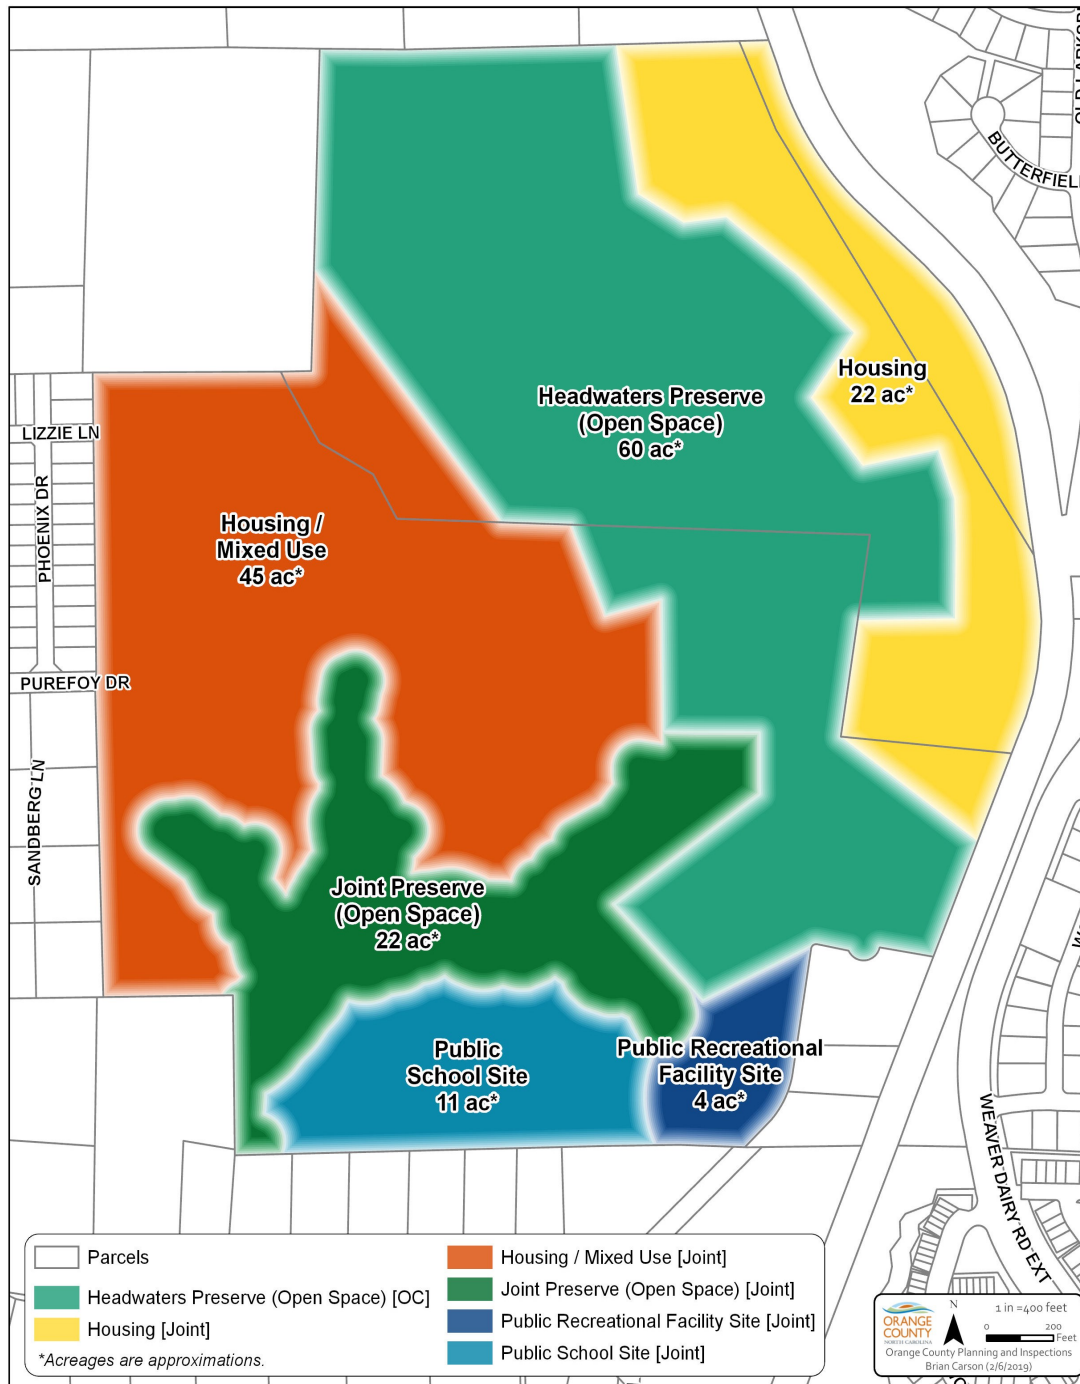 BUTTERFIEL
Housing
22 ac*
Headwaters Preserve
(Open Space)
60 ac*
LIZZIE LN
PHOENIX DR
Housing /
Mixed Use
45 ac*
PUREFOY DR
SANDBERG LN
Joint Preserve
(Open Space)
22 ac*
Public
School Site
11 ac*
Public Recreational
Facility Site
4 ac*
WEAVER DAIRY RD EXT
Parcels
Headwaters Preserve (Open Space) [OC]
Housing [Joint]
*Acreages are approximations.
Housing / Mixed Use [Joint]
Joint Preserve (Open Space) [Joint]
Public Recreational Facility Site [Joint]
Public School Site [Joint]
ORANGE
COUNTY
NORTH CAROLINA
N
1 in =400 feet
0 200
Feet
Orange County Planning and Inspections
Brian Carson (2/6/2019)